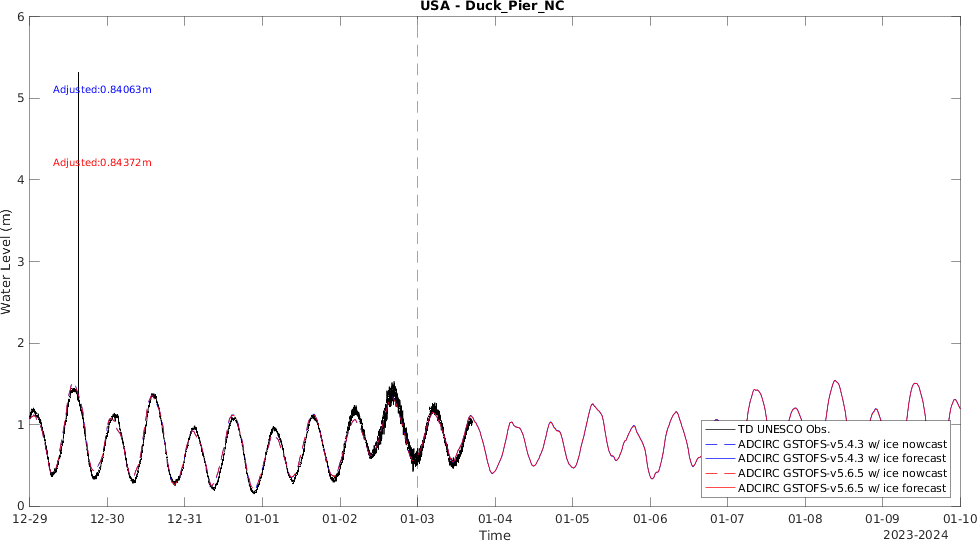 USA - Duck_Pier_NC
6
5
4
3
2
1
0
Water Level (m)
Adjusted:0.84063m
Adjusted:0.84372m
TD UNESCO Obs.
ADCIRC GSTOFS-v5.4.3 w/ ice nowcast
ADCIRC GSTOFS-v5.4.3 w/ ice forecast
ADCIRC GSTOFS-v5.6.5 w/ ice nowcast
ADCIRC GSTOFS-v5.6.5 w/ ice forecast
12-29 12-30 12-31 01-01 01-02 01-03 01-04 01-05 01-06 01-07 01-08 01-09 01-10
Time
2023-2024